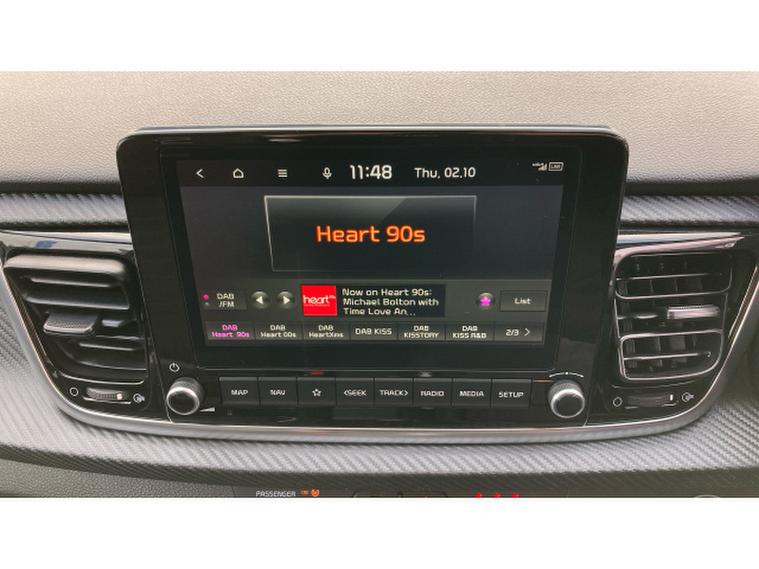 11:48 Thu, 02.10
Heart 90s
DAB
/FM
heart
Now on Heart 90s:
Michael Bolton with
Time Love An...
List
DAB
Heart 90s
DAB
Heart 00s
DAB
HeartXms
DAB KISS
DAB
KISSTORY
DAB
KISS R&B
2/3 >
MAP NAV <SEEK TRACK> RADIO MEDIA SETUP
PASSENGER